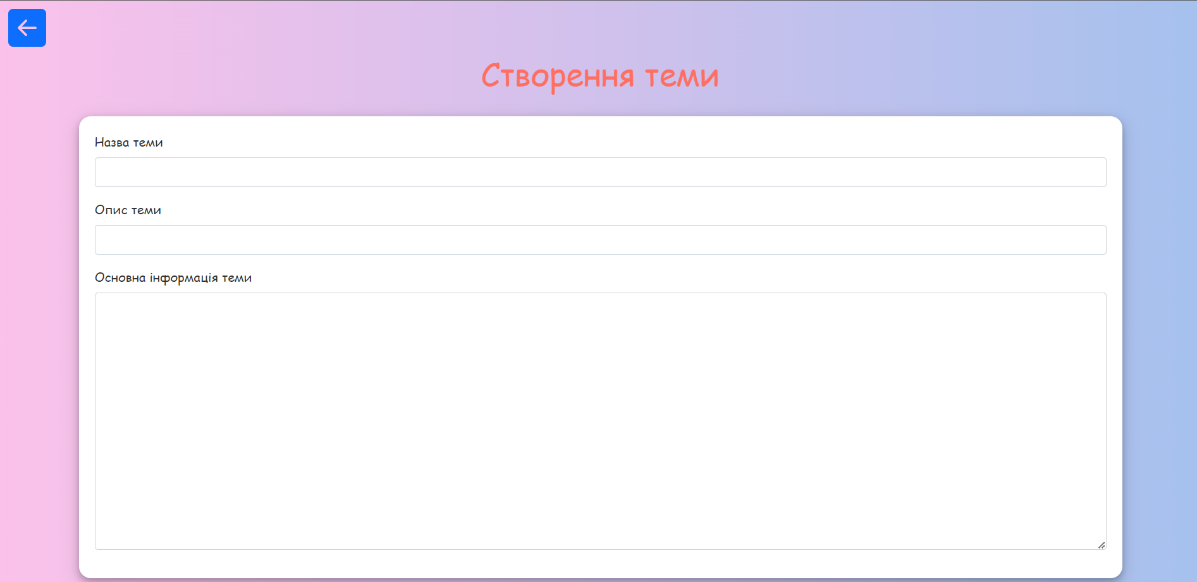 Створення теми
Назва теми
Опис теми
Основна інформація теми